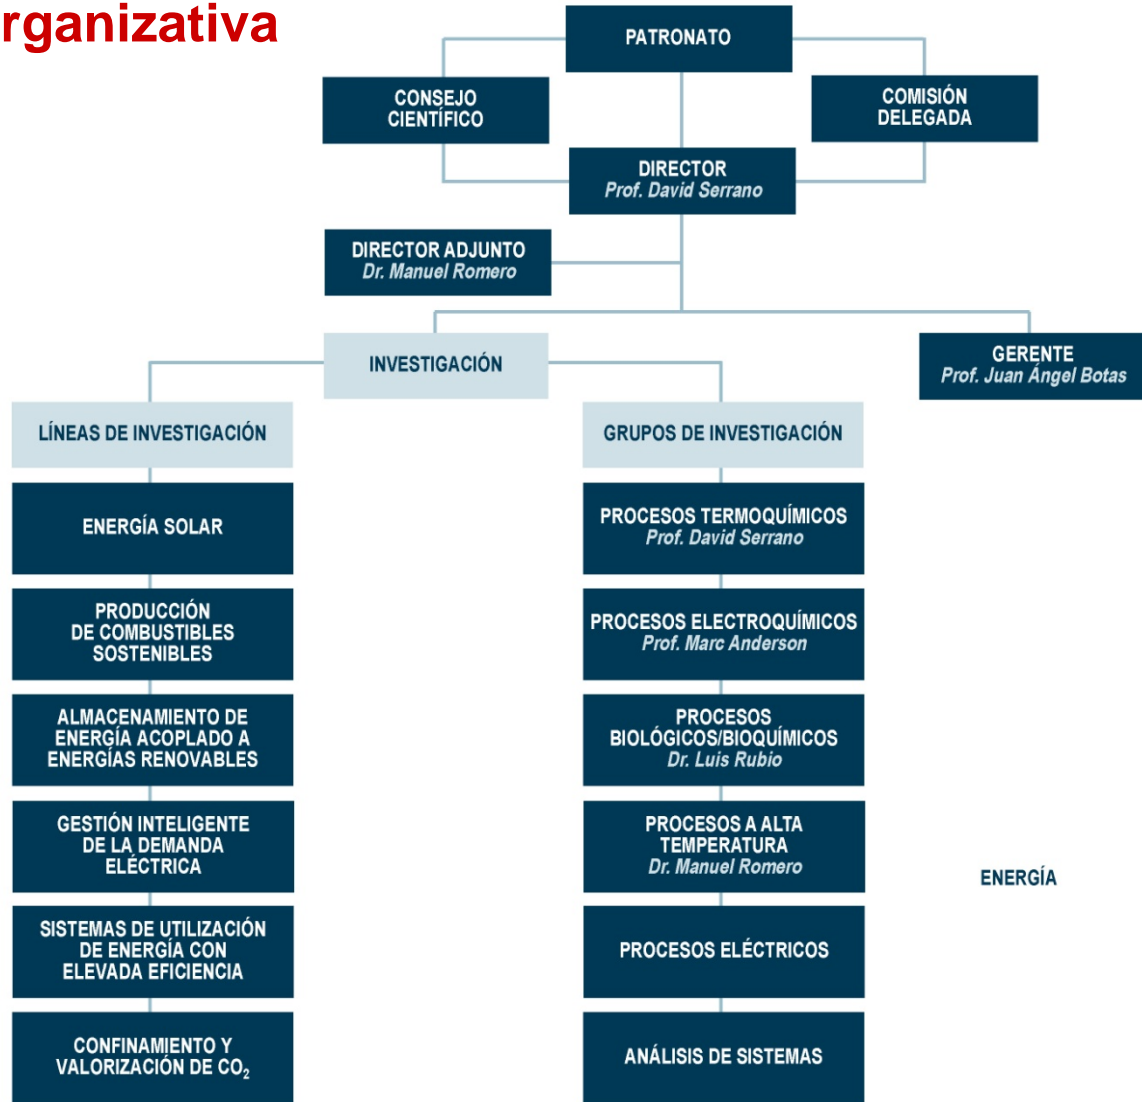 rganizativa
PATRONATO
CONSEJO
CIENTÍFICO
COMISIÓN
DELEGADA
DIRECTOR
Prof. David Serrano
DIRECTOR ADJUNTO
Dr. Manuel Romero
INVESTIGACIÓN
GERENTE
Prof. Juan Ángel Botas
LÍNEAS DE INVESTIGACIÓN
ENERGÍA SOLAR
PRODUCCIÓN
DE COMBUSTIBLES
SOSTENIBLES
ALMACENAMIENTO DE
ENERGÍA ACOPLADO A
ENERGÍAS RENOVABLES
GESTIÓN INTELIGENTE
DE LA DEMANDA
ELÉCTRICA
SISTEMAS DE UTILIZACIÓN
DE ENERGÍA CON
ELEVADA EFICIENCIA
CONFINAMIENTO Y
VALORIZACIÓN DE CO₂
GRUPOS DE INVESTIGACIÓN
PROCESOS TERMOQUÍMICOS
Prof. David Serrano
PROCESOS ELECTROQUÍMICOS
Prof. Marc Anderson
PROCESOS
BIOLÓGICOS/BIOQUÍMICOS
Dr. Luis Rubio
PROCESOS A ALTA
TEMPERATURA
Dr. Manuel Romero
PROCESOS ELÉCTRICOS
ANÁLISIS DE SISTEMAS
ENERGÍA